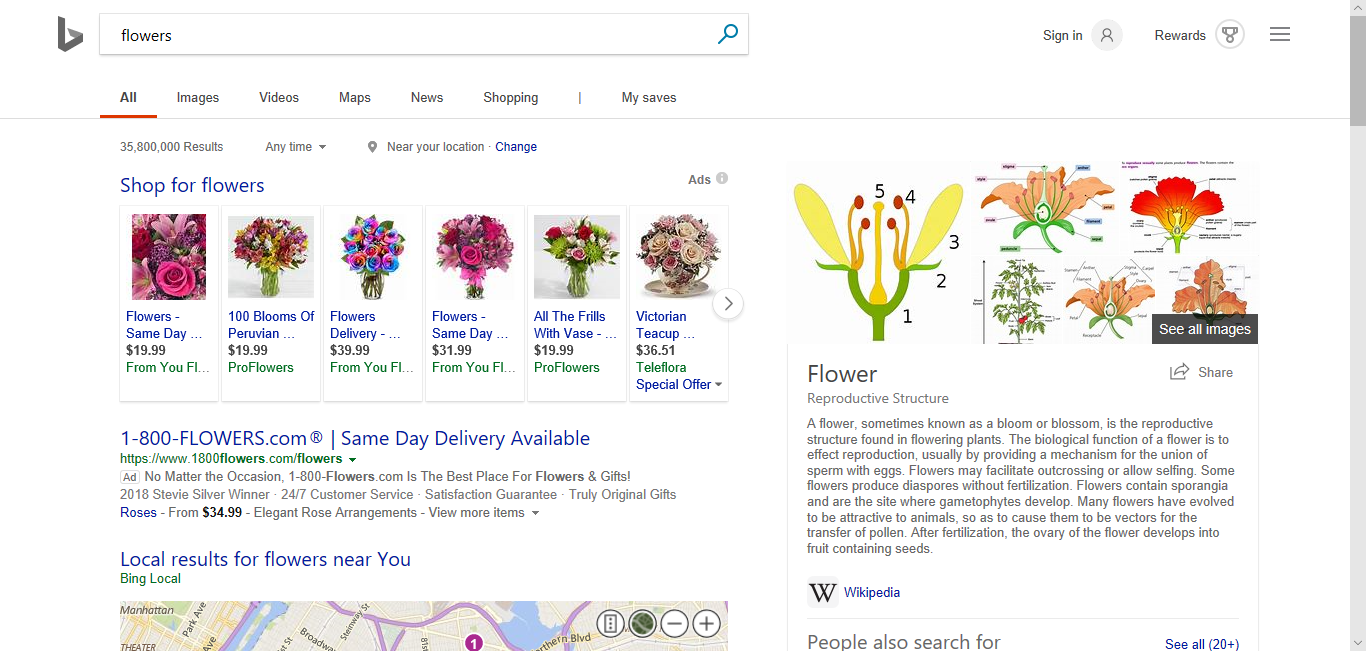 flowers
Sign in
Rewards
All Images Videos Maps News Shopping | My saves
35,800,000 Results Any time Near your location · Change
Shop for flowers
Ads
Flowers -
Same Day ...
$19.99
From You Fl...
100 Blooms Of
Peruvian ...
$19.99
ProFlowers
Flowers
Delivery - ...
$39.99
From You Fl...
Flowers -
Same Day ...
$31.99
From You Fl...
All The Frills
With Vase - ...
$19.99
ProFlowers
Victorian
Teacup ...
$36.51
Teleflora
Special Offer
1-800-FLOWERS.com® | Same Day Delivery Available
https://www.1800flowers.com/flowers
Ad No Matter the Occasion, 1-800-Flowers.com Is The Best Place For Flowers & Gifts!
2018 Stevie Silver Winner · 24/7 Customer Service · Satisfaction Guarantee · Truly Original Gifts
Roses - From $34.99 - Elegant Rose Arrangements - View more items
Local results for flowers near You
Bing Local
Manhattan
Park Ave
THEATER
Broadway
Steinway St
81st
1
thern Blvd
5
4
3
2
1
See all images
Flower
Share
Reproductive Structure
A flower, sometimes known as a bloom or blossom, is the reproductive
structure found in flowering plants. The biological function of a flower is to
effect reproduction, usually by providing a mechanism for the union of
sperm with eggs. Flowers may facilitate outcrossing or allow selfing. Some
flowers produce diaspores without fertilization. Flowers contain sporangia
and are the site where gametophytes develop. Many flowers have evolved
to be attractive to animals, so as to cause them to be vectors for the
transfer of pollen. After fertilization, the ovary of the flower develops into
fruit containing seeds.
W Wikipedia
People also search for
See all (20+)